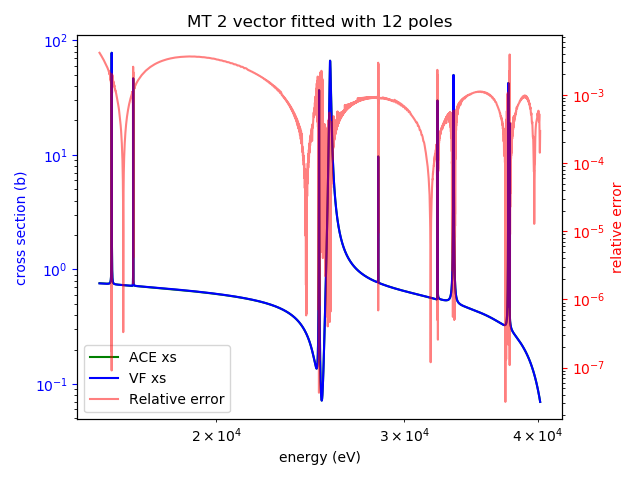 MT 2 vector fitted with 12 poles
cross section (b)
10²
10¹
10⁰
10⁻¹
10⁻³
10⁻⁴
10⁻⁵
10⁻⁶
10⁻⁷
relative error
ACE xs
VF xs
Relative error
2 × 10⁴
3 × 10⁴
4 × 10⁴
energy (eV)